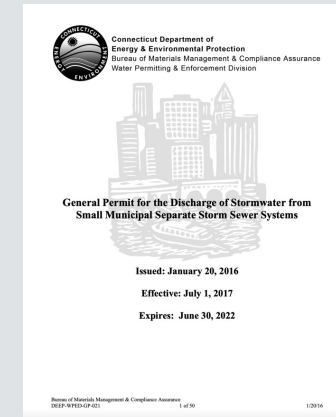 CONNECTICUT
ENERGY
ENVIRONMENT
Connecticut Department of
Energy & Environmental Protection
Bureau of Materials Management & Compliance Assurance
Water Permitting & Enforcement Division
General Permit for the Discharge of Stormwater from
Small Municipal Separate Storm Sewer Systems
Issued: January 20, 2016
Effective: July 1, 2017
Expires: June 30, 2022
Bureau of Materials Management & Compliance Assurance
DEEP-WPED-GP-021 1 of 50 1/20/16